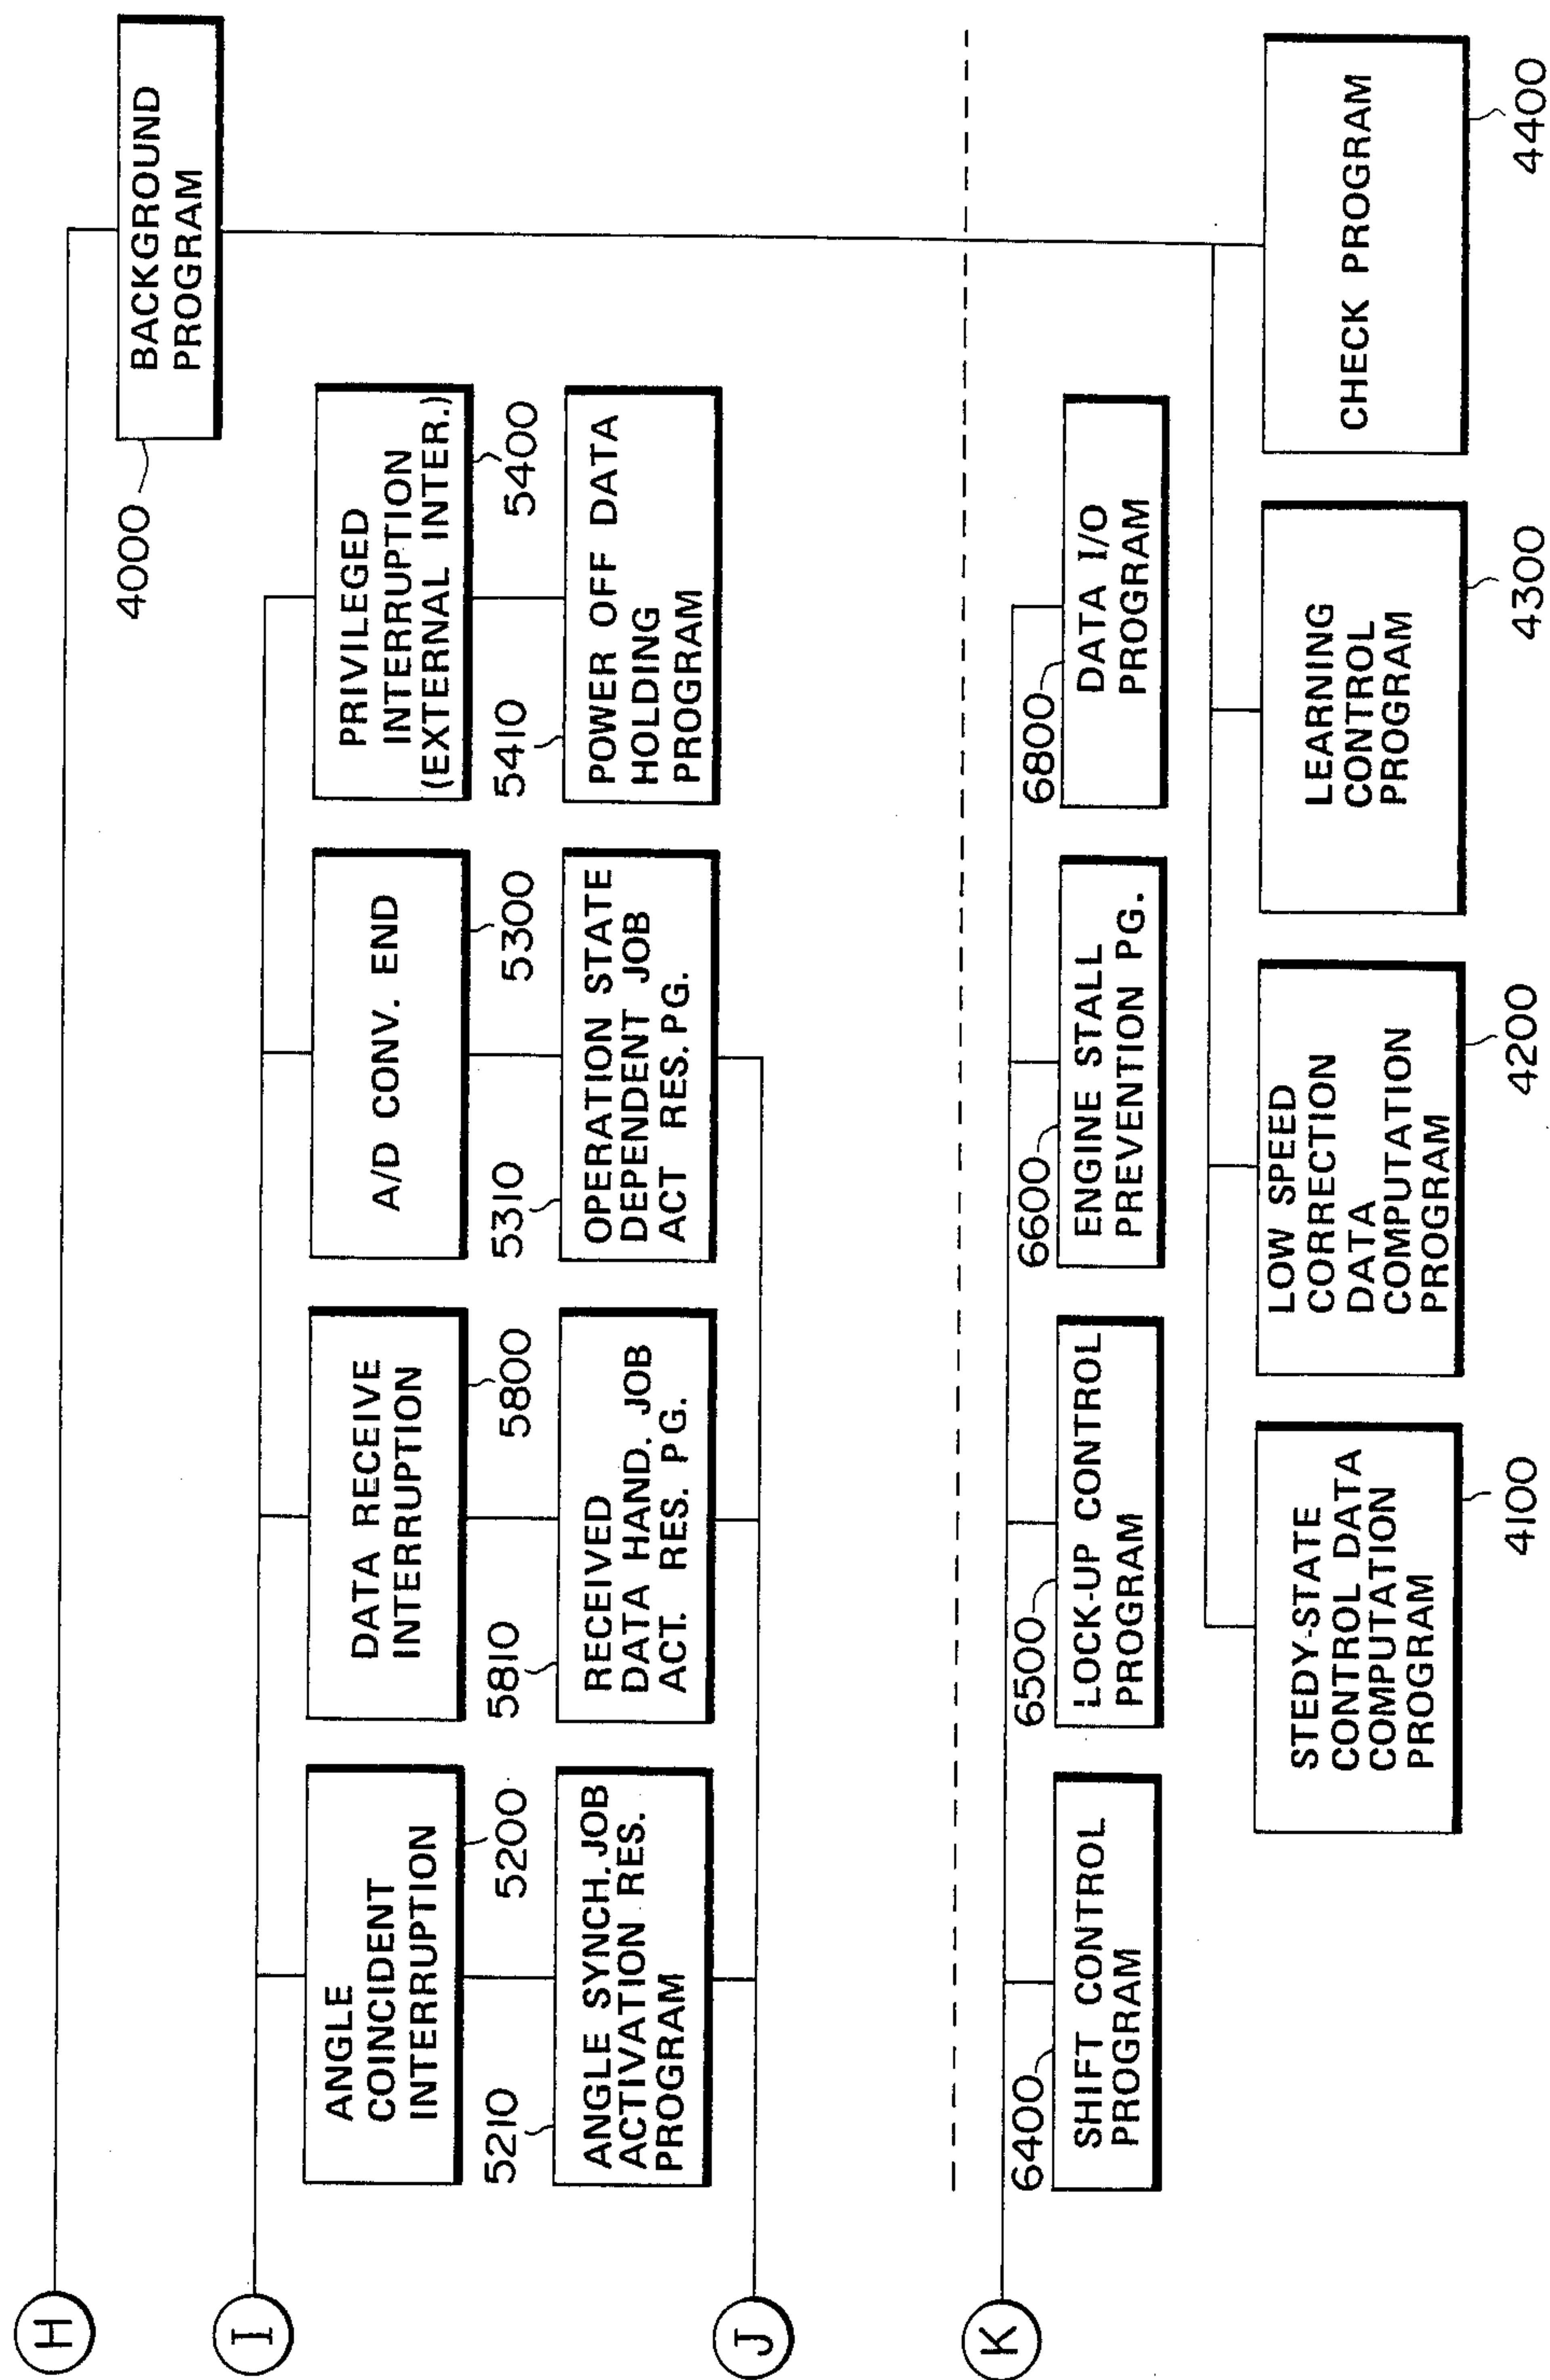 H
BACKGROUND
PROGRAM
4000
I
ANGLE
COINCIDENT
INTERRUPTION
5200
DATA RECEIVE
INTERRUPTION
5800
A/D CONV. END
5300
PRIVILEGED
INTERRUPTION
(EXTERNAL INTER.)
5400
5210
ANGLE SYNCH. JOB
ACTIVATION RES.
PROGRAM
5810
RECEIVED
DATA HAND. JOB
ACT. RES. PG.
5310
OPERATION STATE
DEPENDENT JOB
ACT RES. PG.
5410
POWER OFF DATA
HOLDING
PROGRAM
J
K
6400
SHIFT CONTROL
PROGRAM
6500
LOCK-UP CONTROL
PROGRAM
6600
ENGINE STALL
PREVENTION PG.
6800
DATA I/O
PROGRAM
STEDY-STATE
CONTROL DATA
COMPUTATION
PROGRAM
4100
LOW SPEED
CORRECTION
DATA
COMPUTATION
PROGRAM
4200
LEARNING
CONTROL
PROGRAM
4300
CHECK PROGRAM
4400